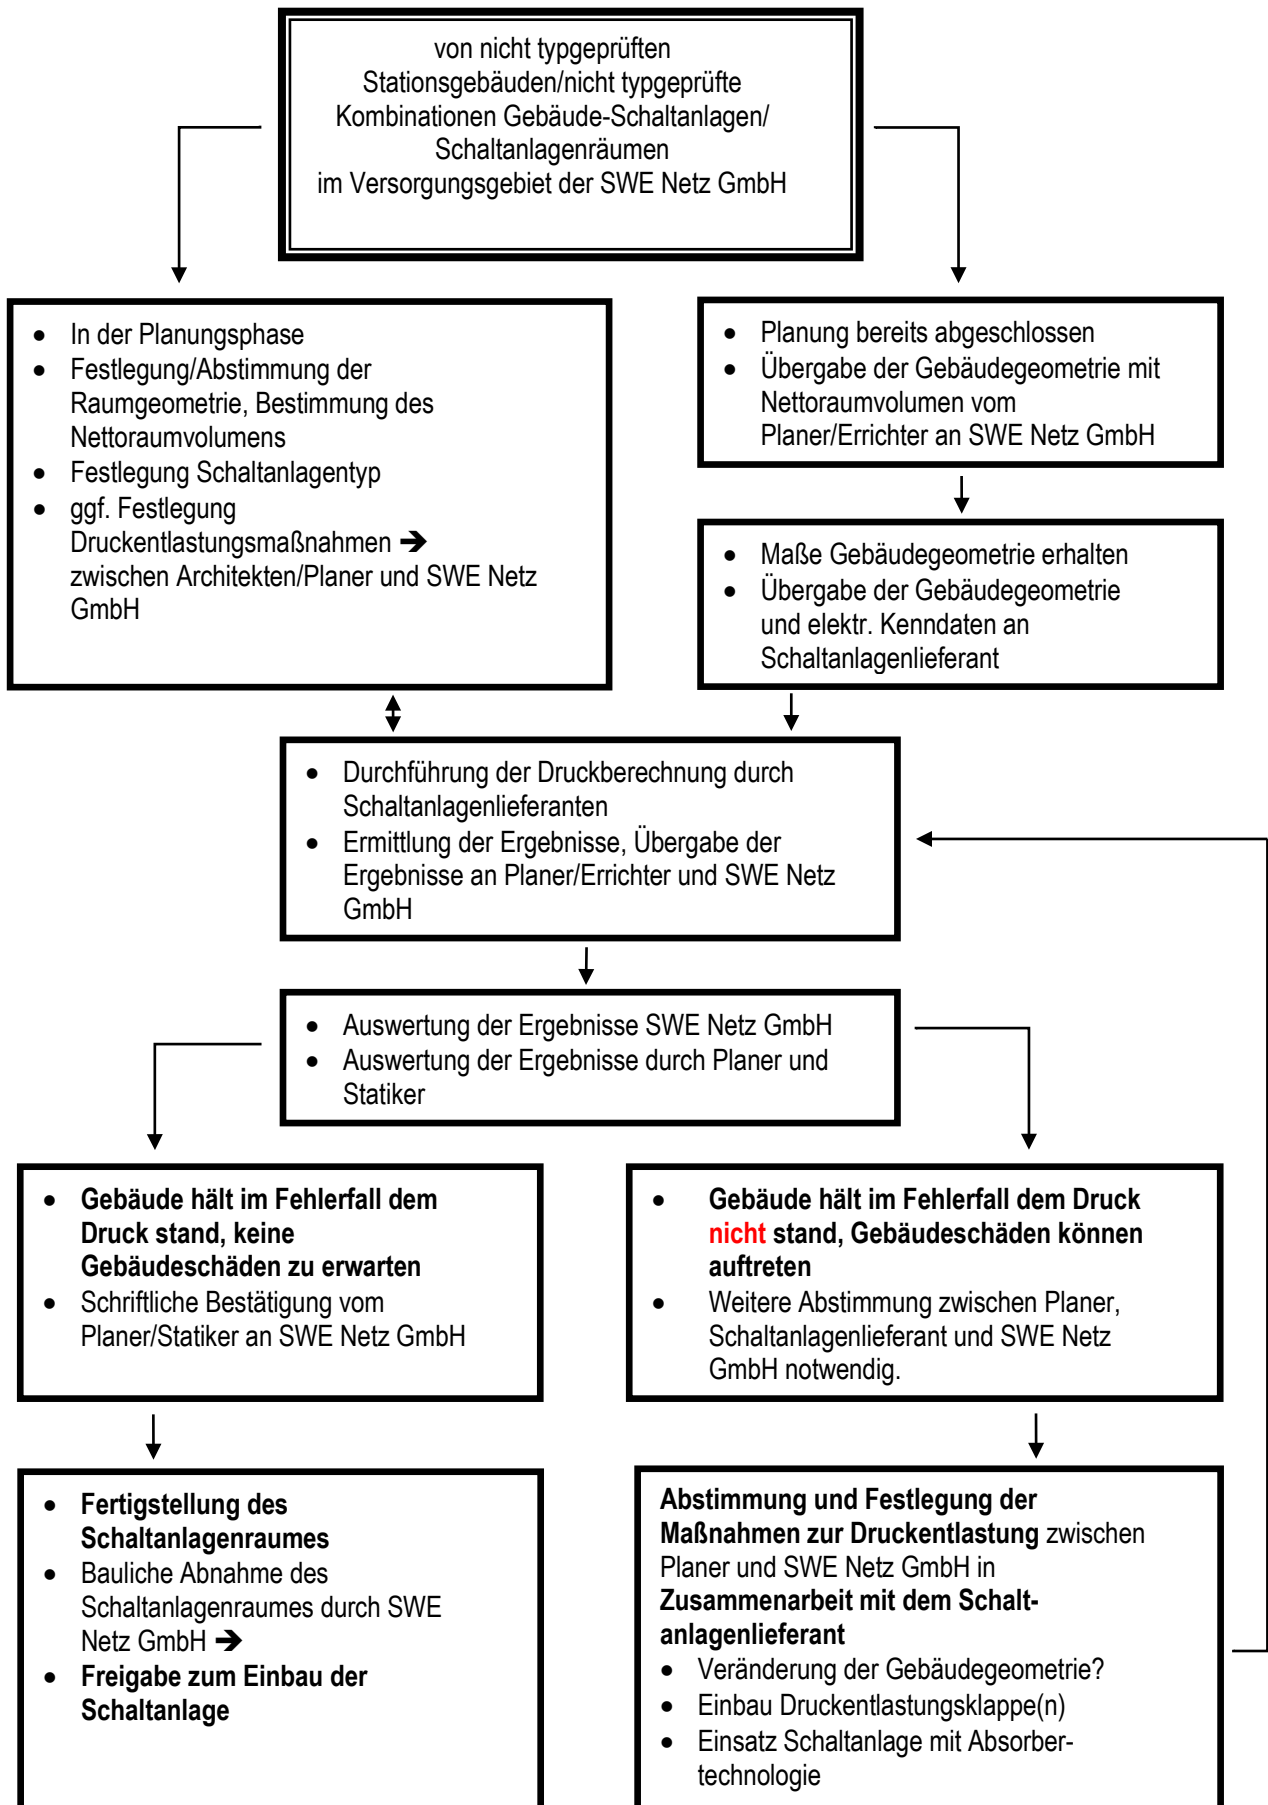 von nicht typgeprüften
Stationsgebäuden/nicht typgeprüfte
Kombinationen Gebäude-Schaltanlagen/
Schaltanlagenräumen
im Versorgungsgebiet der SWE Netz GmbH
• In der Planungsphase
• Festlegung/Abstimmung der
Raumgeometrie, Bestimmung des
Nettoraumvolumens
• Festlegung Schaltanlagentyp
• ggf. Festlegung
Druckentlastungsmaßnahmen ➔
zwischen Architekten/Planer und SWE Netz
GmbH
• Planung bereits abgeschlossen
• Übergabe der Gebäudegeometrie mit
Nettoraumvolumen vom
Planer/Errichter an SWE Netz GmbH
• Maße Gebäudegeometrie erhalten
• Übergabe der Gebäudegeometrie
und elektr. Kenndaten an
Schaltanlagenlieferant
• Durchführung der Druckberechnung durch
Schaltanlagenlieferanten
• Ermittlung der Ergebnisse, Übergabe der
Ergebnisse an Planer/Errichter und SWE Netz
GmbH
• Auswertung der Ergebnisse SWE Netz GmbH
• Auswertung der Ergebnisse durch Planer und
Statiker
• Gebäude hält im Fehlerfall dem
Druck stand, keine
Gebäudeschäden zu erwarten
• Schriftliche Bestätigung vom
Planer/Statiker an SWE Netz GmbH
• Gebäude hält im Fehlerfall dem Druck
nicht stand, Gebäudeschäden können
auftreten
• Weitere Abstimmung zwischen Planer,
Schaltanlagenlieferant und SWE Netz
GmbH notwendig.
• Fertigstellung des
Schaltanlagenraumes
• Bauliche Abnahme des
Schaltanlagenraumes durch SWE
Netz GmbH ➔
• Freigabe zum Einbau der
Schaltanlage
Abstimmung und Festlegung der
Maßnahmen zur Druckentlastung zwischen
Planer und SWE Netz GmbH in
Zusammenarbeit mit dem Schalt-
anlagenlieferant
• Veränderung der Gebäudegeometrie?
• Einbau Druckentlastungsklappe(n)
• Einsatz Schaltanlage mit Absorber-
technologie